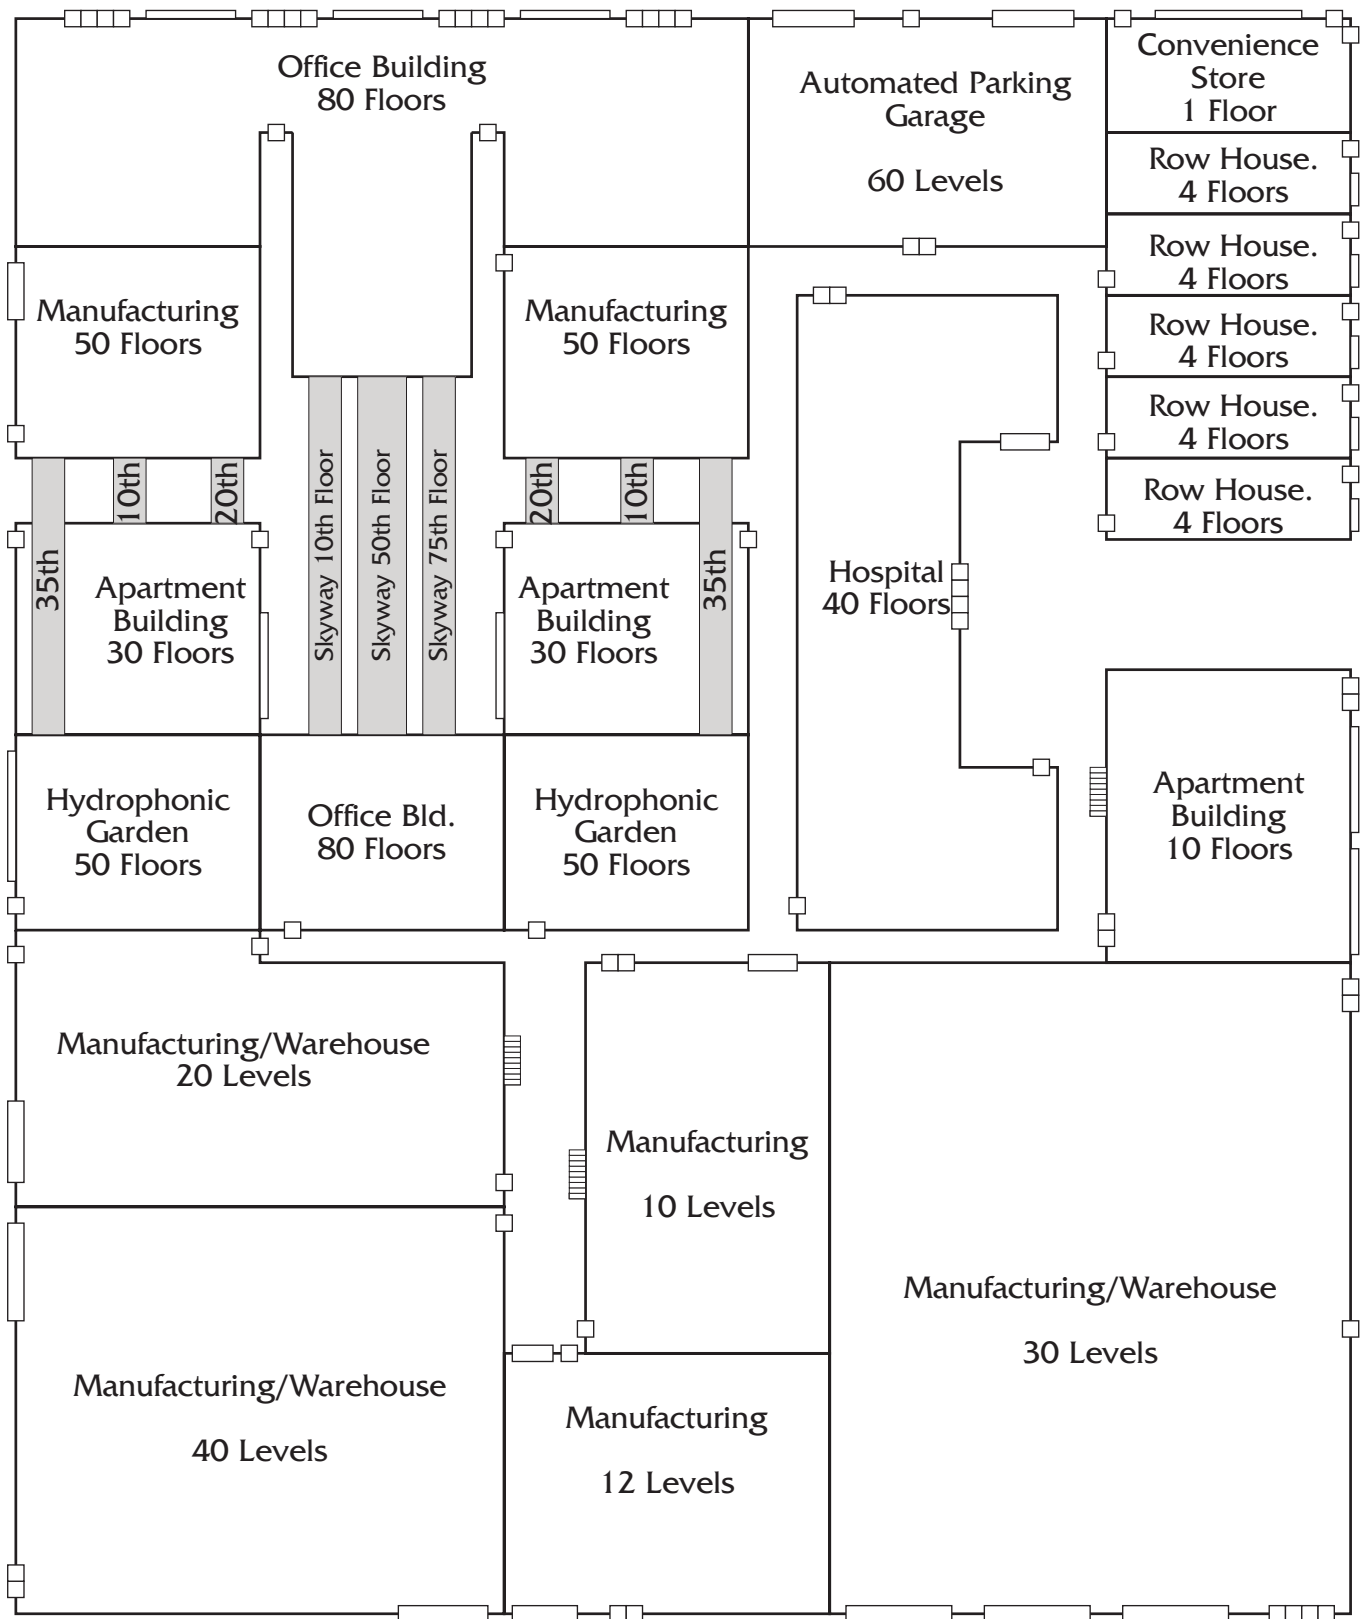 Office Building
80 Floors
Automated Parking
Garage
60 Levels
Convenience
Store
1 Floor
Row House.
4 Floors
Row House.
4 Floors
Row House.
4 Floors
Row House.
4 Floors
Row House.
4 Floors
Manufacturing
50 Floors
Manufacturing
50 Floors
35th
10th
20th
Skyway 10th Floor
Skyway 50th Floor
Skyway 75th Floor
20th
10th
35th
Apartment
Building
30 Floors
Apartment
Building
30 Floors
Hospital
40 Floors
Hydrophonic
Garden
50 Floors
Office Bld.
80 Floors
Hydrophonic
Garden
50 Floors
Apartment
Building
10 Floors
Manufacturing/Warehouse
20 Levels
Manufacturing
10 Levels
Manufacturing/Warehouse
30 Levels
Manufacturing/Warehouse
40 Levels
Manufacturing
12 Levels